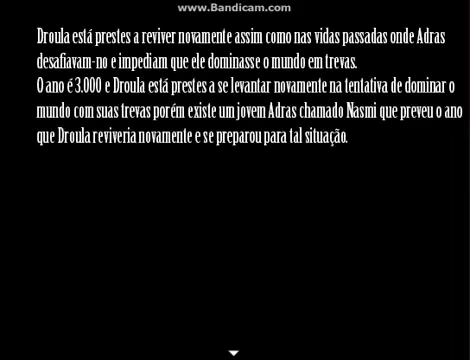 www.Bandicam.com
Droula está prestes a reviver novamente assim como nas vidas passadas onde Adras
desafiavam-no e impediam que ele dominasse o mundo em trevas.
O ano é 3.000 e Droula está prestes a se levantar novamente na tentativa de dominar o
mundo com suas trevas porém existe um jovem Adras chamado Nasmi que preveu o ano
que Droula reviveria novamente e se preparou para tal situação.